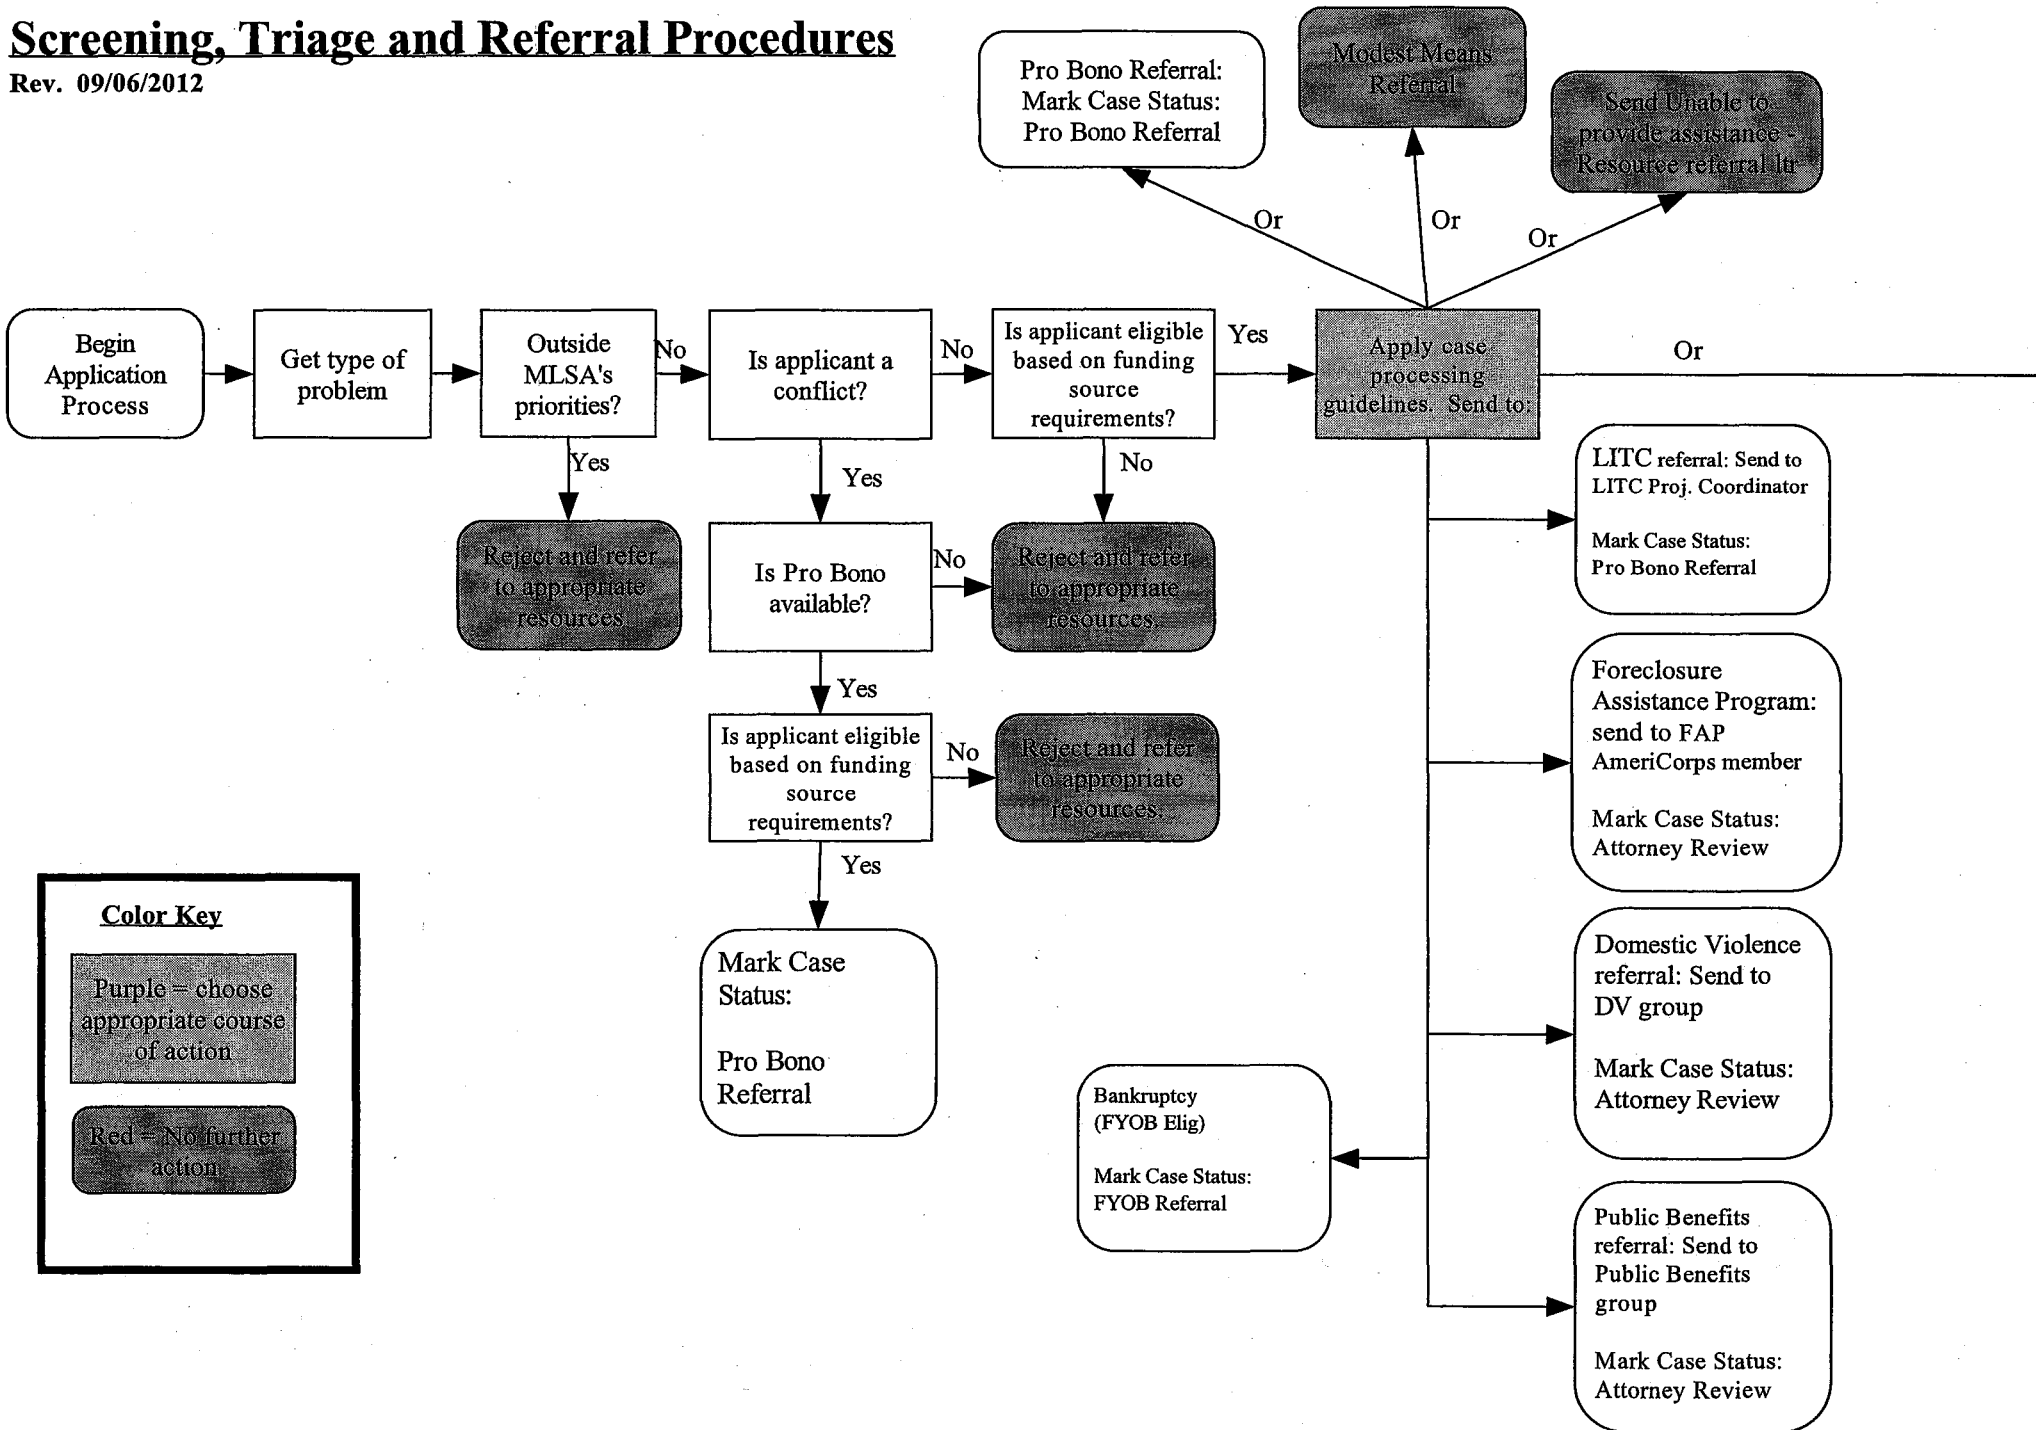 Screening, Triage and Referral Procedures
Rev. 09/06/2012
Pro Bono Referral:
Mark Case Status:
Pro Bono Referral
Modest Means
Referral
Send Unable to
provide assistance -
Resource referral ltr
Or
Or
Or
Begin
Application
Process
Get type of
problem
Outside
MLSA's
priorities?
No
Is applicant a
conflict?
No
Is applicant eligible
based on funding
source
requirements?
Yes
Apply case
processing
guidelines. Send to:
Or
Yes
Yes
No
Reject and refer
to appropriate
resources
Is Pro Bono
available?
No
Reject and refer
to appropriate
resources.
Yes
Is applicant eligible
based on funding
source
requirements?
No
Reject and refer
to appropriate
resources.
Yes
Mark Case
Status:
Pro Bono
Referral
LITC referral: Send to
LITC Proj. Coordinator
Mark Case Status:
Pro Bono Referral
Foreclosure
Assistance Program:
send to FAP
AmeriCorps member
Mark Case Status:
Attorney Review
Domestic Violence
referral: Send to
DV group
Mark Case Status:
Attorney Review
Bankruptcy
(FYOB Elig)
Mark Case Status:
FYOB Referral
Public Benefits
referral: Send to
Public Benefits
group
Mark Case Status:
Attorney Review
Color Key
Purple = choose
appropriate course
of action
Red = No further
action